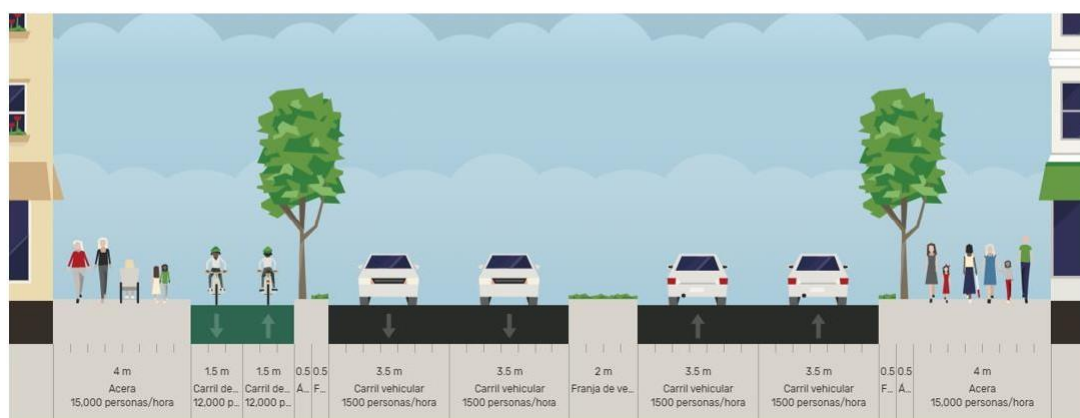 4 m
Acera
15,000 personas/hora
1.5 m
Carril de...
12,000 p...
1.5 m
Carril de...
12,000 p...
0.5
Á...
0.5
F...
3.5 m
Carril vehicular
1500 personas/hora
3.5 m
Carril vehicular
1500 personas/hora
2 m
Franja de ve...
3.5 m
Carril vehicular
1500 personas/hora
3.5 m
Carril vehicular
1500 personas/hora
0.5
F...
0.5
Á...
4 m
Acera
15,000 personas/hora